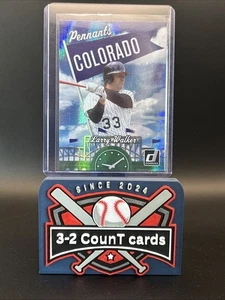 Pennants
COLORADO
33
Larry Walker
SINCE 2024
3-2 CounT cards